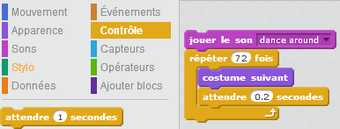 Mouvement
Événements
Apparence
Contrôle
Sons
Capteurs
Stylo
Opérateurs
Données
Ajouter blocs
attendre 1 secondes
jouer le son dance around
répéter 72 fois
costume suivant
attendre 0.2 secondes